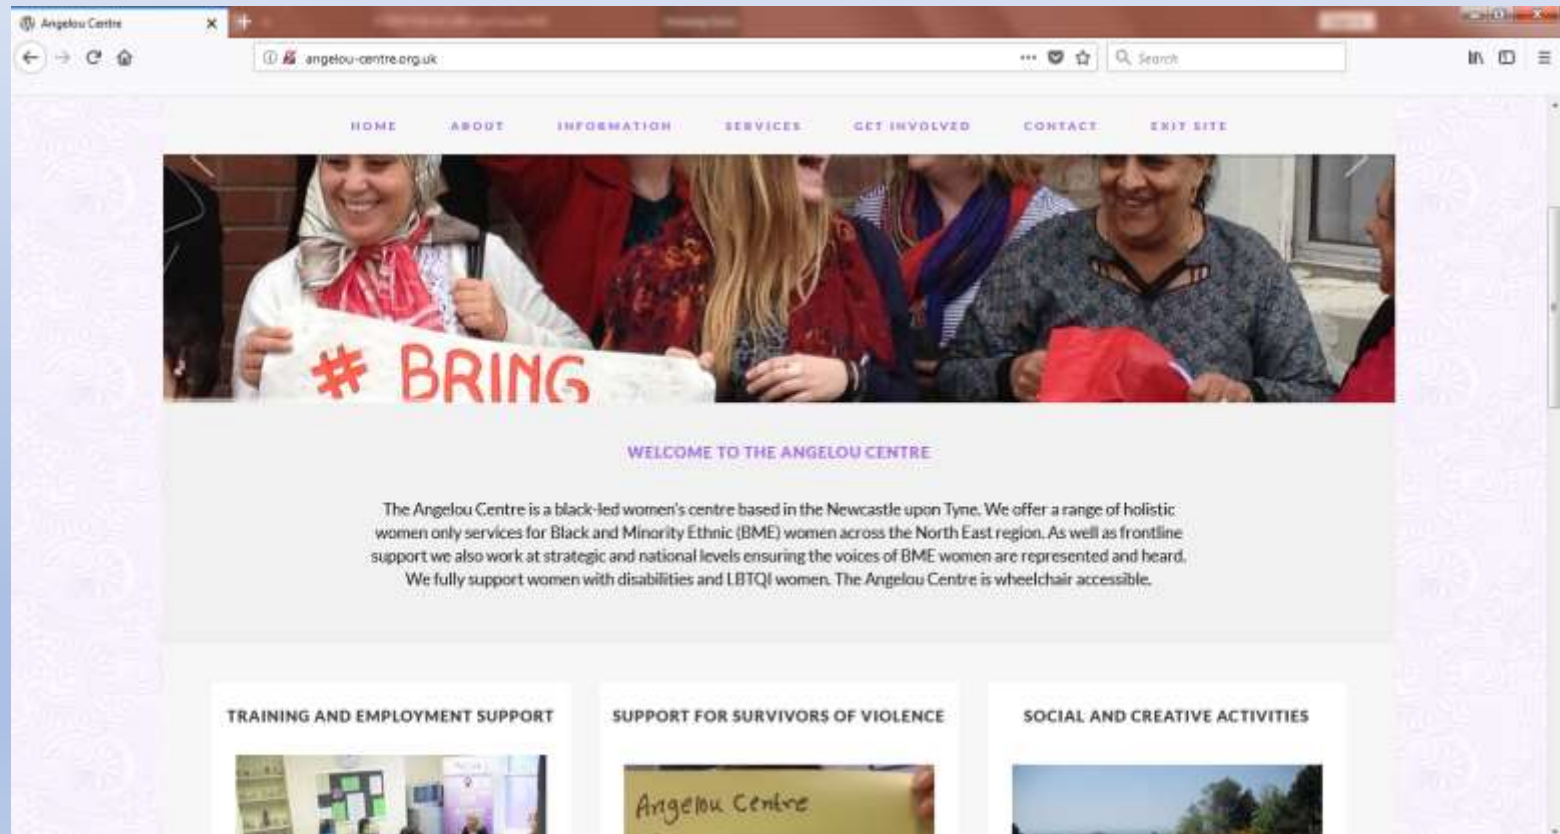 Angelou Centre
angelou-centre.org.uk
Search
HOME ABOUT INFORMATION SERVICES GET INVOLVED CONTACT EXIT SITE
# BRING
WELCOME TO THE ANGELOU CENTRE
The Angelou Centre is a black-led women's centre based in the Newcastle upon Tyne. We offer a range of holistic
women only services for Black and Minority Ethnic (BME) women across the North East region. As well as frontline
support we also work at strategic and national levels ensuring the voices of BME women are represented and heard.
We fully support women with disabilities and LBTQI women. The Angelou Centre is wheelchair accessible.
TRAINING AND EMPLOYMENT SUPPORT
SUPPORT FOR SURVIVORS OF VIOLENCE
SOCIAL AND CREATIVE ACTIVITIES
Angelou Centre